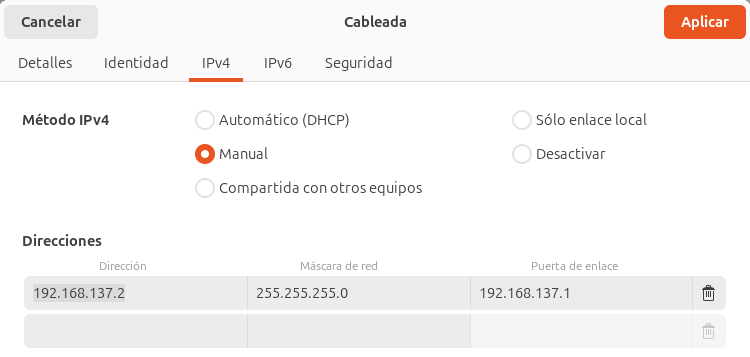 Cancelar Cableada Aplicar
Detalles Identidad IPv4 IPv6 Seguridad
Método IPv4 Automático (DHCP) Sólo enlace local
Manual Desactivar
Compartida con otros equipos
Direcciones
Dirección Máscara de red Puerta de enlace
192.168.137.2 255.255.255.0 192.168.137.1